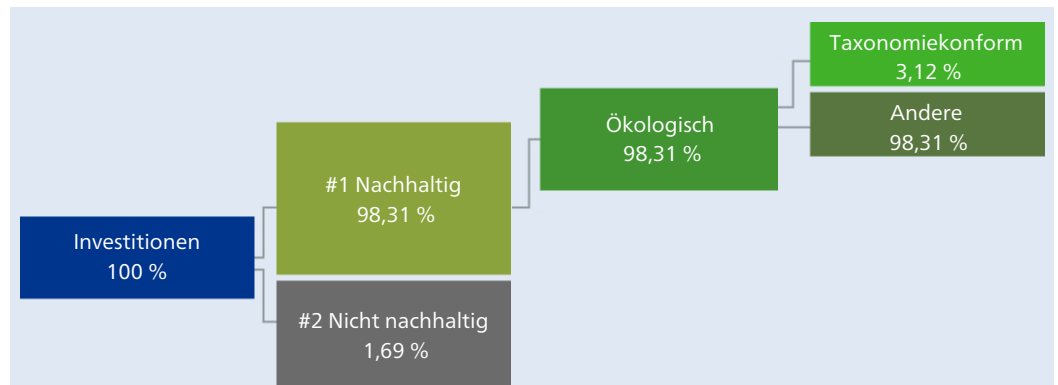 Investitionen
100 %
#1 Nachhaltig
98,31 %
#2 Nicht nachhaltig
1,69 %
Ökologisch
98,31 %
Taxonomiekonform
3,12 %
Andere
98,31 %